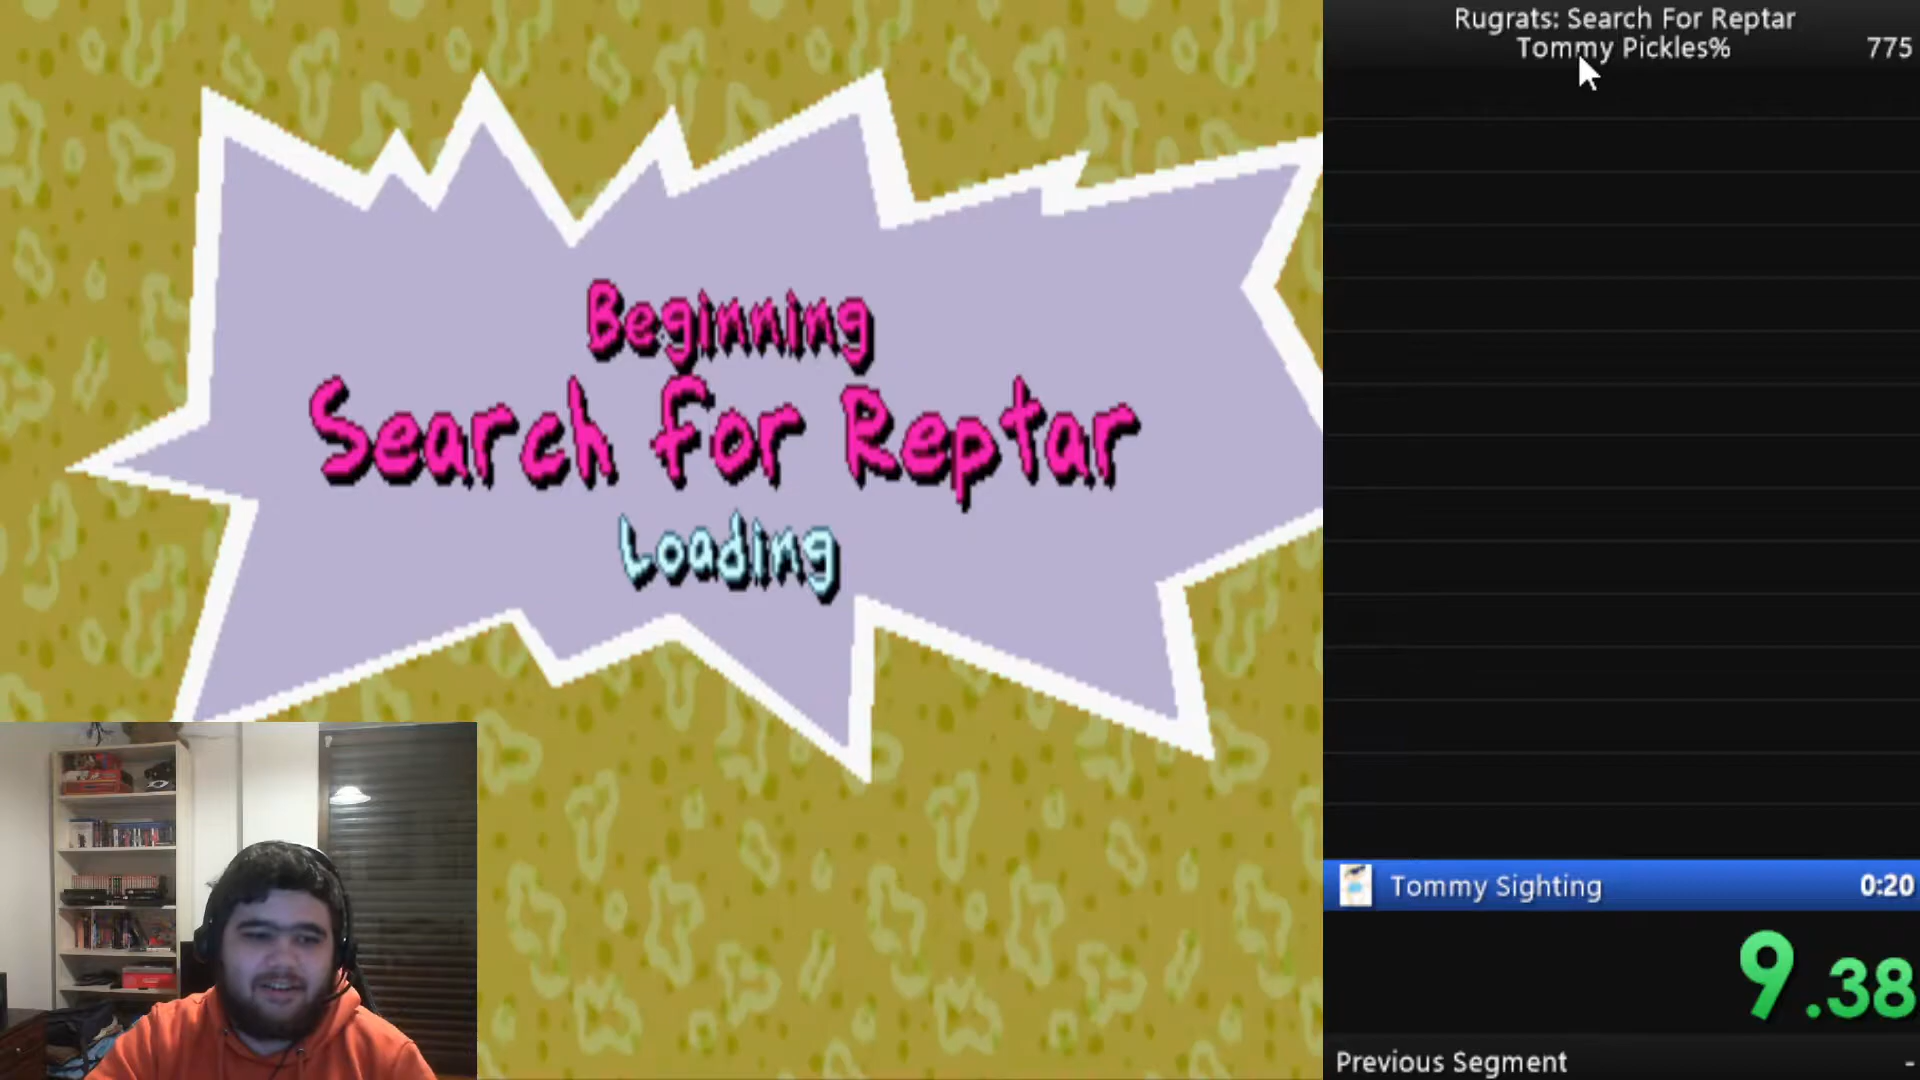 Rugrats: Search For Reptar
Tommy Pickles%
775
Beginning
Search For Reptar
Loading
Tommy Sighting
0:20
9.38
Previous Segment
-